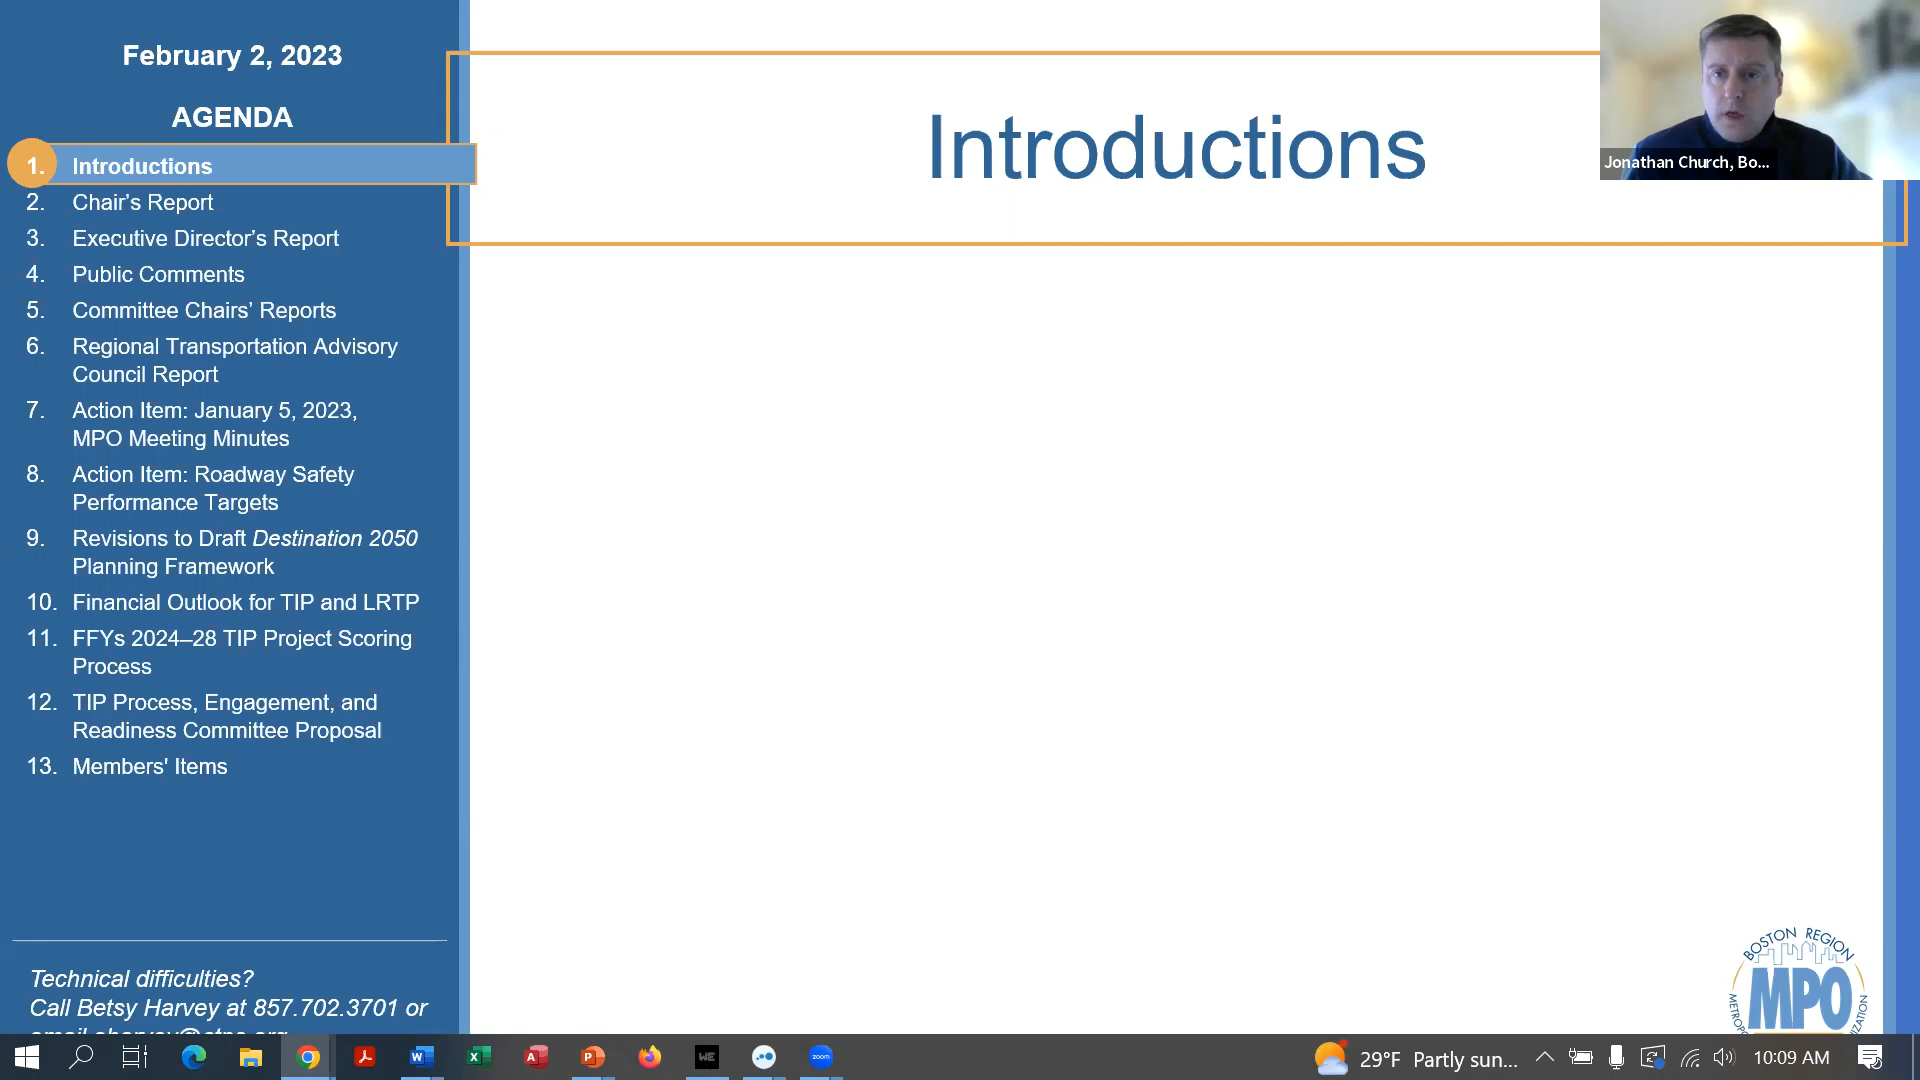 February 2, 2023
AGENDA
1. Introductions
2. Chair’s Report
3. Executive Director’s Report
4. Public Comments
5. Committee Chairs’ Reports
6. Regional Transportation Advisory
Council Report
7. Action Item: January 5, 2023,
MPO Meeting Minutes
8. Action Item: Roadway Safety
Performance Targets
9. Revisions to Draft Destination 2050
Planning Framework
10. Financial Outlook for TIP and LRTP
11. FFYs 2024–28 TIP Project Scoring
Process
12. TIP Process, Engagement, and
Readiness Committee Proposal
13. Members' Items
Technical difficulties?
Call Betsy Harvey at 857.702.3701 or
Introductions
Jonathan Church, Bo...
BOSTON REGION
MPO
WE
zoom
29°F Partly sun...
10:09 AM